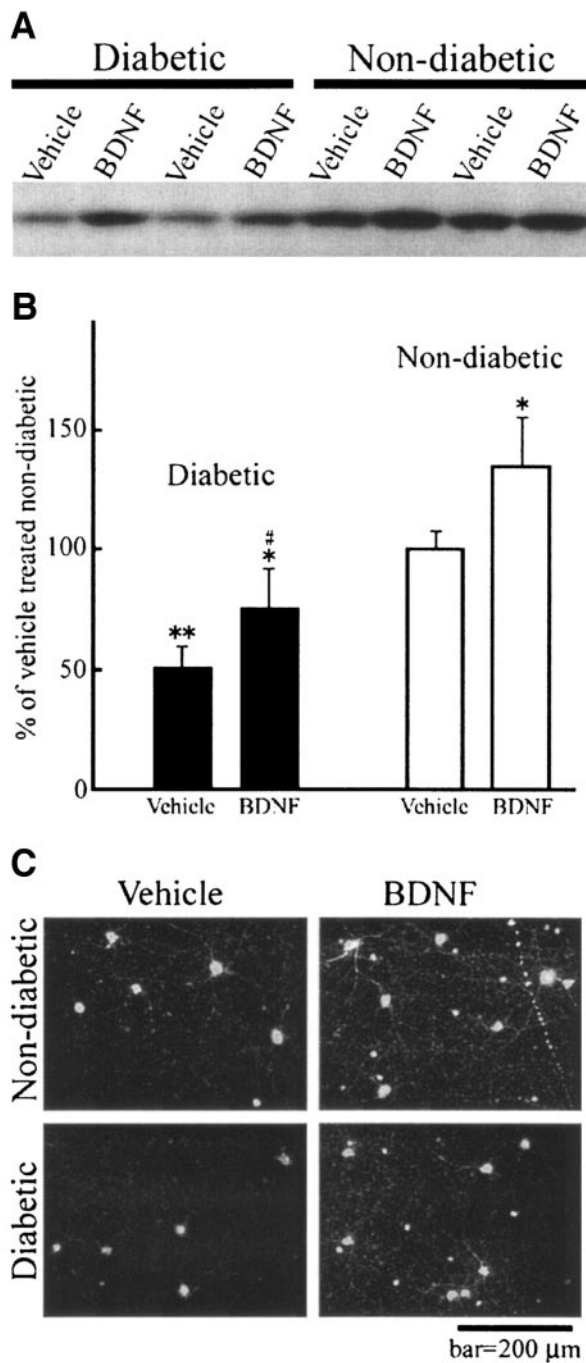 A
Diabetic Non-diabetic
Vehicle BDNF Vehicle BDNF Vehicle BDNF Vehicle BDNF
B
% of vehicle treated non-diabetic
150
100
50
0
Non-diabetic
*
Diabetic
#
*
**
Vehicle BDNF Vehicle BDNF
C
Vehicle BDNF
Non-diabetic
Diabetic
bar=200 µm